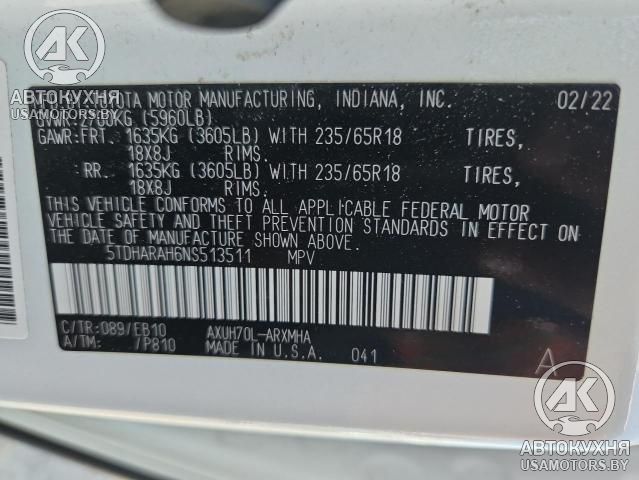 AK
АВТОКУХНЯ
USAMOTORS.BY
TOYOTA MOTOR MANUFACTURING, INDIANA, INC. 02/22
(5960LB)
GAWR:FRT. 1635KG (3605LB) WITH 235/65R18 TIRES,
18X8J RIMS.
RR. 1635KG (3605LB) WITH 235/65R18 TIRES,
18X8J RIMS.
THIS VEHICLE CONFORMS TO ALL APPLICABLE FEDERAL MOTOR
VEHICLE SAFETY AND THEFT PREVENTION STANDARDS IN EFFECT ON
THE DATE OF MANUFACTURE SHOWN ABOVE.
5TDHARAH6NS513511 MPV
C/TR:089/EB10 AXUH70L-ARXMHA
A/TM: /P810 MADE IN U.S.A. 041 A
AK
АВТОКУХНЯ
USAMOTORS.BY